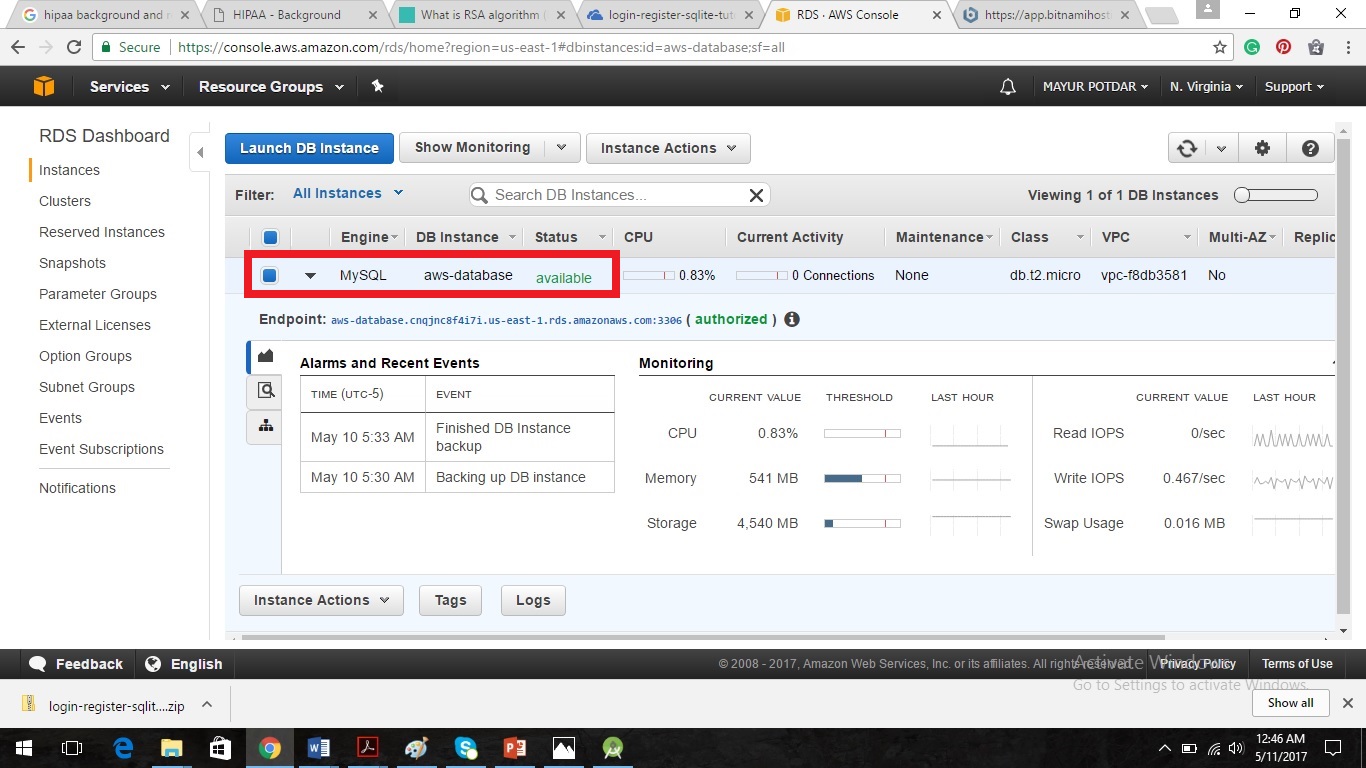 hipaa background and r
HIPAA - Background
What is RSA algorithm
login-register-sqlite-tut
RDS · AWS Console
https://app.bitnamihost
Secure
https://console.aws.amazon.com/rds/home?region=us-east-1#dbinstances:id=aws-database;sf=all
Services
Resource Groups
MAYUR POTDAR
N. Virginia
Support
RDS Dashboard
Instances
Clusters
Reserved Instances
Snapshots
Parameter Groups
External Licenses
Option Groups
Subnet Groups
Events
Event Subscriptions
Notifications
Launch DB Instance
Show Monitoring
Instance Actions
Filter: All Instances
Search DB Instances...
Viewing 1 of 1 DB Instances
Engine DB Instance Status CPU Current Activity Maintenance Class VPC Multi-AZ Replic
MySQL aws-database available 0.83% 0 Connections None db.t2.micro vpc-f8db3581 No
Endpoint: aws-database.cnqjnc8f4i7i.us-east-1.rds.amazonaws.com:3306 ( authorized )
Alarms and Recent Events
TIME (UTC-5) EVENT
May 10 5:33 AM Finished DB Instance
backup
May 10 5:30 AM Backing up DB instance
Monitoring
CURRENT VALUE THRESHOLD LAST HOUR CURRENT VALUE LAST HOUR
CPU 0.83% Read IOPS 0/sec
Memory 541 MB Write IOPS 0.467/sec
Storage 4,540 MB Swap Usage 0.016 MB
Instance Actions
Tags
Logs
Feedback
English
© 2008 - 2017, Amazon Web Services, Inc. or its affiliates. All rights reserved.
Privacy Policy
Terms of Use
Activate Windows
Go to Settings to activate Windows.
login-register-sqlit....zip
Show all
12:46 AM
5/11/2017